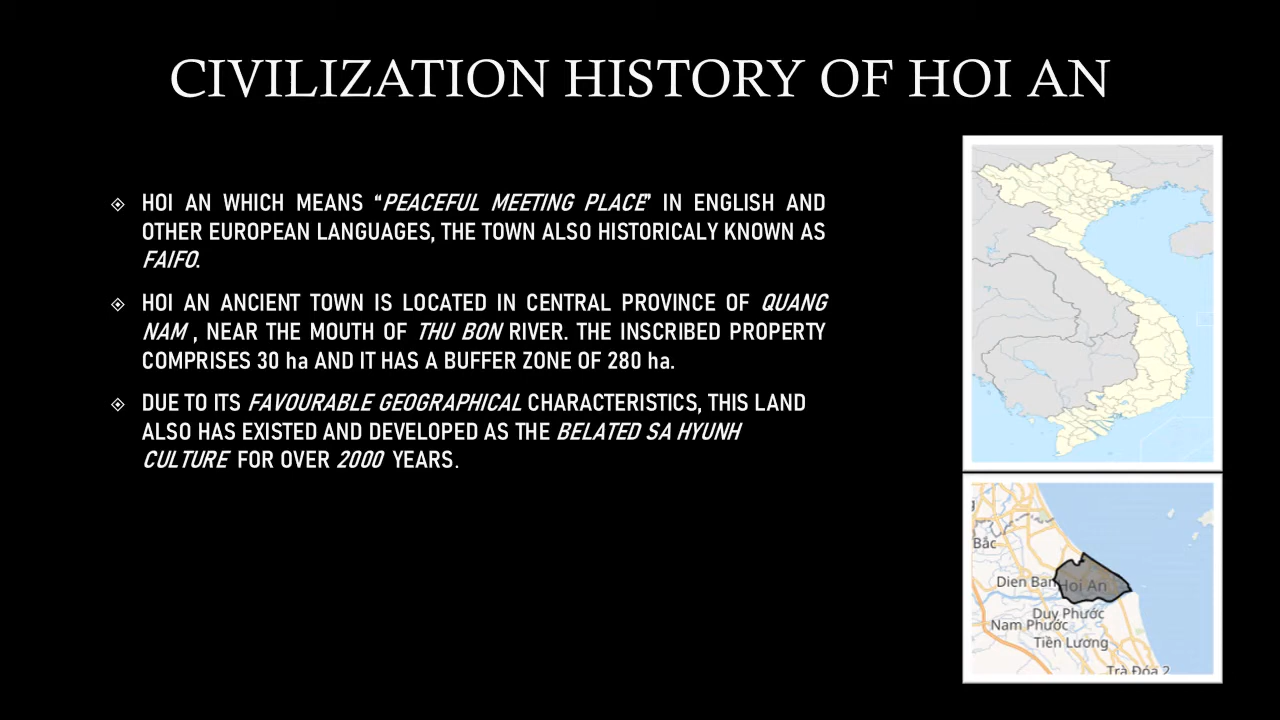 CIVILIZATION HISTORY OF HOI AN
HOI AN WHICH MEANS “PEACEFUL MEETING PLACE” IN ENGLISH AND
OTHER EUROPEAN LANGUAGES, THE TOWN ALSO HISTORICALY KNOWN AS
FAIFO.
HOI AN ANCIENT TOWN IS LOCATED IN CENTRAL PROVINCE OF QUANG
NAM , NEAR THE MOUTH OF THU BON RIVER. THE INSCRIBED PROPERTY
COMPRISES 30 ha AND IT HAS A BUFFER ZONE OF 280 ha.
DUE TO ITS FAVOURABLE GEOGRAPHICAL CHARACTERISTICS, THIS LAND
ALSO HAS EXISTED AND DEVELOPED AS THE BELATED SA HYUNH
CULTURE FOR OVER 2000 YEARS.
Bắc
Dien Ban Hoi An
Duy Phước
Nam Phước
Tiền Lương
Trà Đóa 2